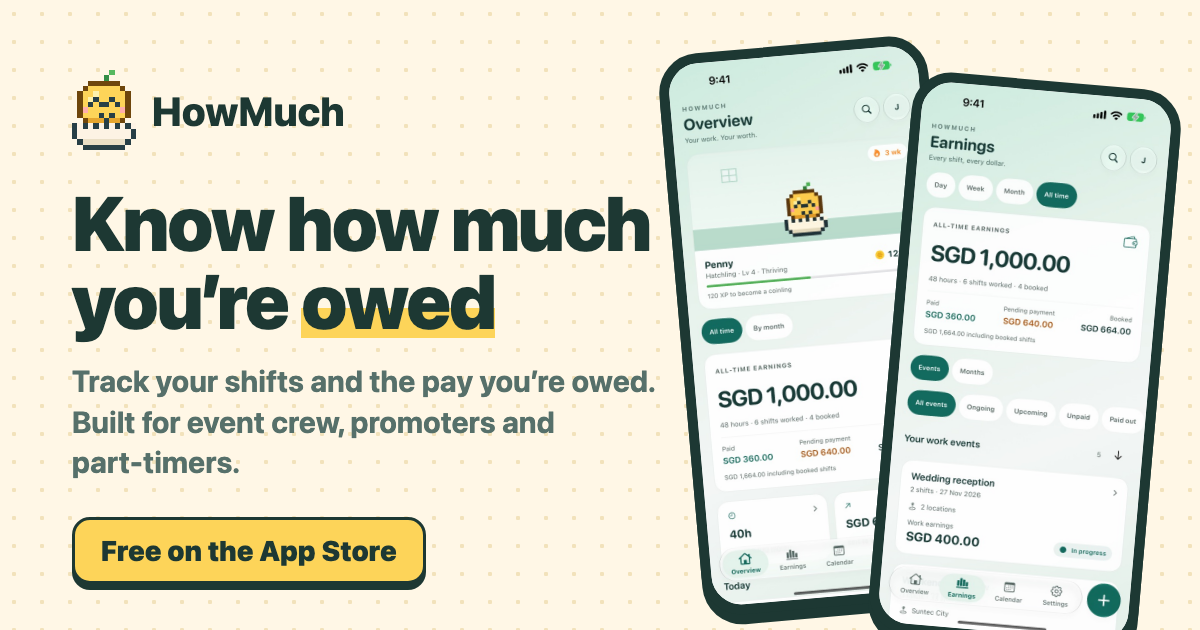 HowMuch
Know how much
you're owed
Track your shifts and the pay you're owed.
Built for event crew, promoters and
part-timers.
Free on the App Store
9:41
HOWMUCH
Overview
Your work. Your worth.
J
3 wk
Penny
12
Hatchling · Lv 4 · Thriving
120 XP to become a coinling
All time
By month
ALL-TIME EARNINGS
SGD 1,000.00
48 hours · 6 shifts worked · 4 booked
Paid
Pending payment
SGD 360.00
SGD 640.00
SGD 1,664.00 including booked shifts
40h
SGD
Overview
Earnings
Calendar
Today
9:41
HOWMUCH
Earnings
Every shift, every dollar.
J
Day
Week
Month
All time
ALL-TIME EARNINGS
SGD 1,000.00
48 hours · 6 shifts worked · 4 booked
Paid
Pending payment
Booked
SGD 360.00
SGD 640.00
SGD 664.00
SGD 1,664.00 including booked shifts
Events
Months
All events
Ongoing
Upcoming
Unpaid
Paid out
Your work events
5
Wedding reception
2 shifts · 27 Nov 2026
2 locations
Work earnings
SGD 400.00
In progress
Overview
Earnings
Calendar
Settings
Suntec City